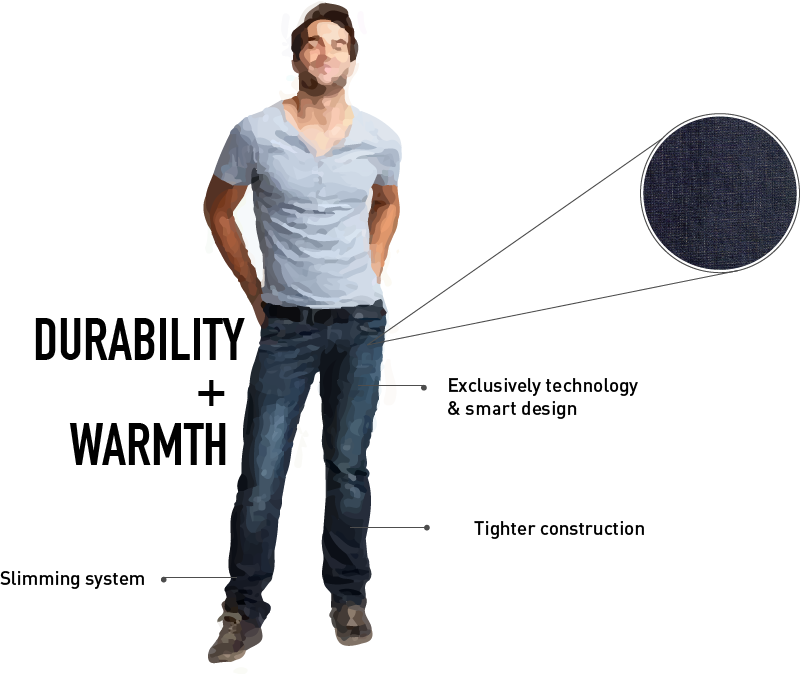 DURABILITY
+
WARMTH
Exclusively technology
& smart design
Tighter construction
Slimming system